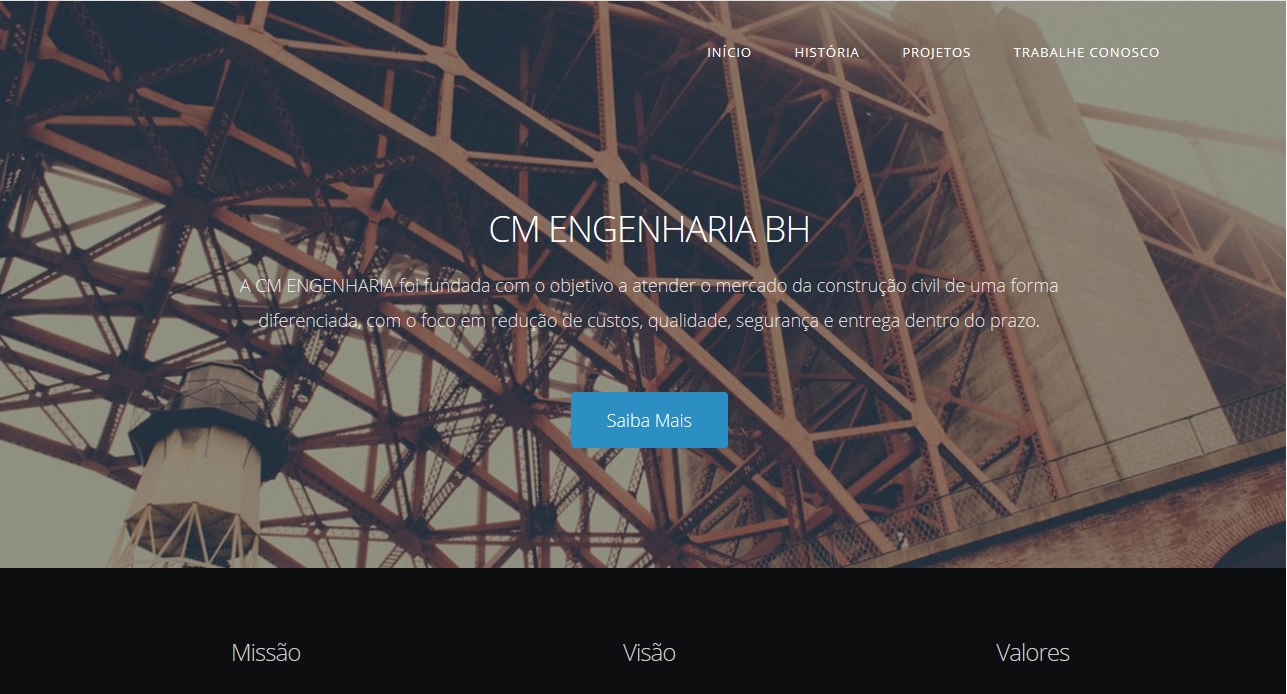 INÍCIO HISTÓRIA PROJETOS TRABALHE CONOSCO
CM ENGENHARIA BH
A CM ENGENHARIA foi fundada com o objetivo a atender o mercado da construção civil de uma forma
diferenciada, com o foco em redução de custos, qualidade, segurança e entrega dentro do prazo.
Saiba Mais
Missão Visão Valores